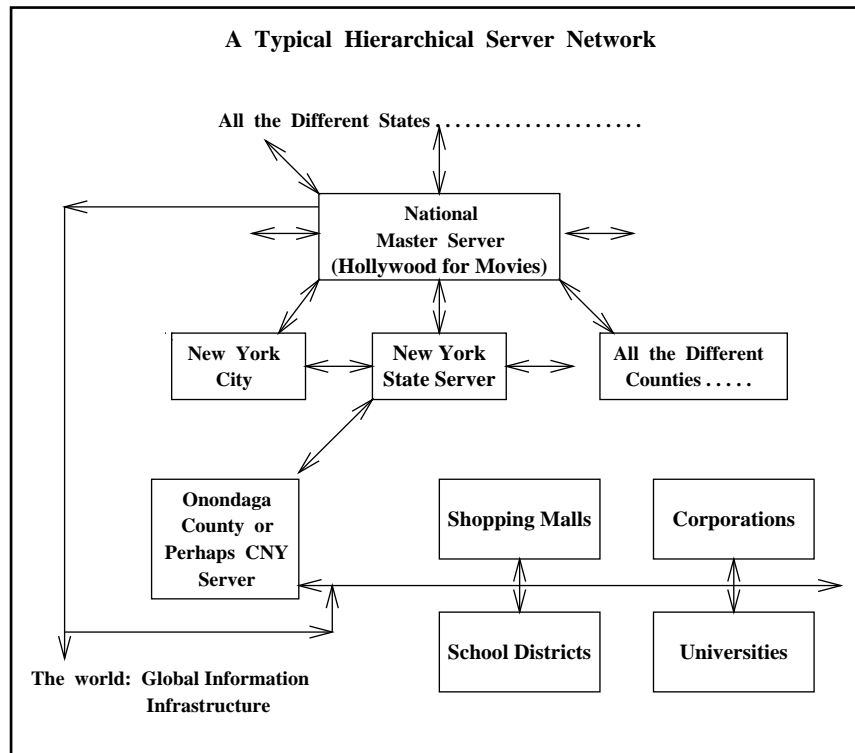 A Typical Hierarchical Server Network
All the Different States . . . . . . . . . . . . . . . . . . . . .
National
Master Server
(Hollywood for Movies)
New York
City
New York
State Server
All the Different
Counties . . . . .
Onondaga
County or
Perhaps CNY
Server
Shopping Malls
Corporations
School Districts
Universities
The world: Global Information
Infrastructure